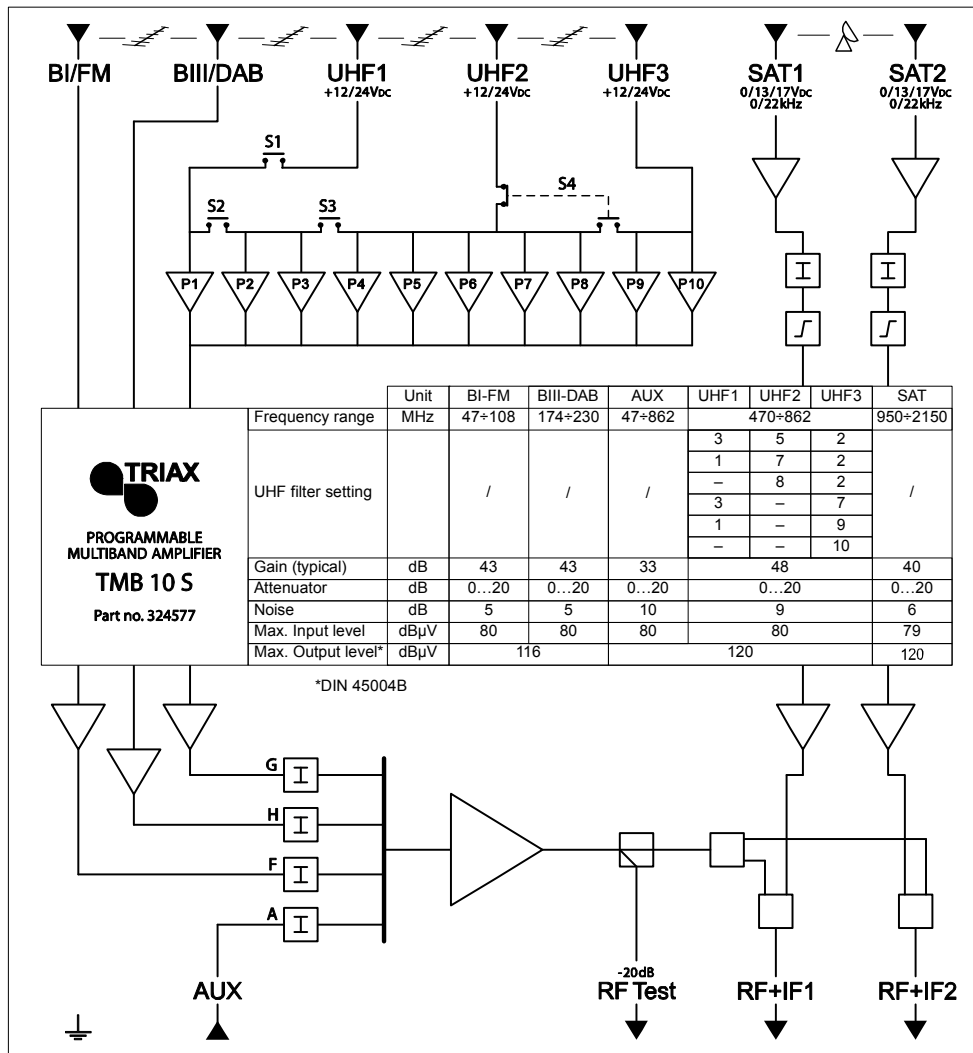 BI/FM BIII/DAB UHF1 UHF2 UHF3 SAT1 SAT2
+12/24VDC +12/24VDC +12/24VDC 0/13/17VDC 0/13/17VDC
0/22kHz 0/22kHz
S1
S4
S2 S3
P1 P2 P3 P4 P5 P6 P7 P8 P9 P10
Unit BI-FM BIII-DAB AUX UHF1 UHF2 UHF3 SAT
Frequency range MHz 47÷108 174÷230 47÷862 470÷862 950÷2150
3 5 2
1 7 2
– 8 2
UHF filter setting / / / /
3 – 7
1 – 9
– – 10
Gain (typical) dB 43 43 33 48 40
Attenuator dB 0...20 0...20 0...20 0...20 0...20
Noise dB 5 5 10 9 6
Max. Input level dBµV 80 80 80 80 79
Max. Output level* dBµV 116 120 120
TRIAX
PROGRAMMABLE
MULTIBAND AMPLIFIER
TMB 10 S
Part no. 324577
*DIN 45004B
G
H
F
A
-20dB
AUX RF Test RF+IF1 RF+IF2